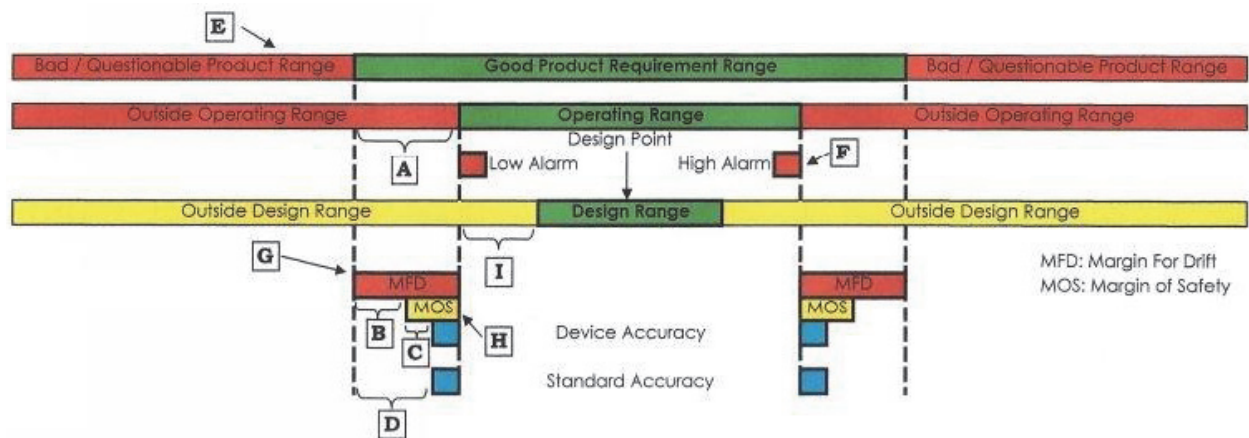 E
Bad / Questionable Product Range Good Product Requirement Range Bad / Questionable Product Range
Outside Operating Range Operating Range Outside Operating Range
Design Point
A Low Alarm High Alarm F
Outside Design Range Design Range Outside Design Range
G I
MFD: Margin For Drift
MFD MFD
MOS: Margin of Safety
MOS MOS
B C Device Accuracy H
Standard Accuracy
D